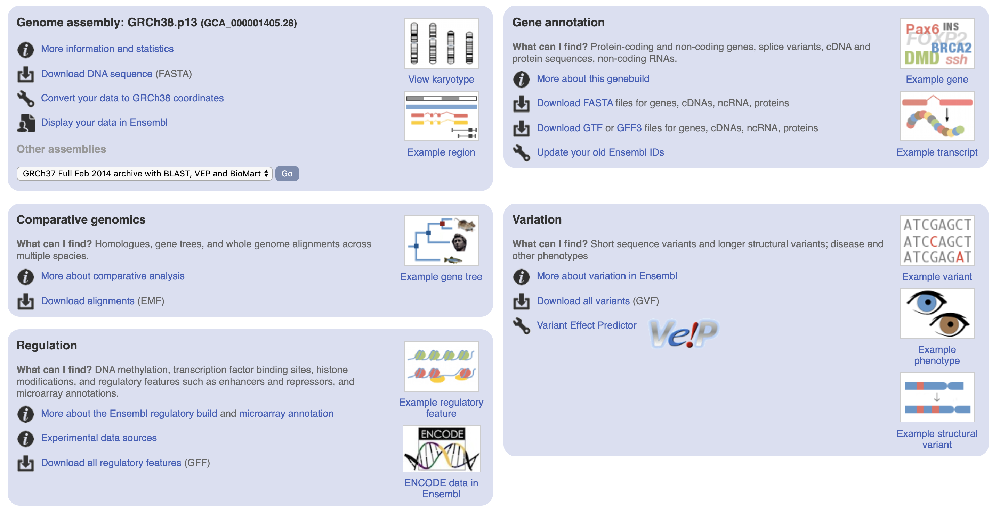 Genome assembly: GRCh38.p13 (GCA_000001405.28)
More information and statistics
Download DNA sequence (FASTA)
Convert your data to GRCh38 coordinates
Display your data in Ensembl
Other assemblies
GRCh37 Full Feb 2014 archive with BLAST, VEP and BioMart
Go
View karyotype
Example region
Gene annotation
What can I find? Protein-coding and non-coding genes, splice variants, cDNA and
protein sequences, non-coding RNAs.
More about this genebuild
Download FASTA files for genes, cDNAs, ncRNA, proteins
Download GTF or GFF3 files for genes, cDNAs, ncRNA, proteins
Update your old Ensembl IDs
Pax6 INS
FOXP2
BRCA2
DMD ssh
Example gene
Example transcript
Comparative genomics
What can I find? Homologues, gene trees, and whole genome alignments across
multiple species.
More about comparative analysis
Download alignments (EMF)
Example gene tree
Variation
What can I find? Short sequence variants and longer structural variants; disease and
other phenotypes
More about variation in Ensembl
Download all variants (GVF)
Variant Effect Predictor
Ve!P
ATCGAGCT
ATCCAGCT
ATCGAGAT
Example variant
Example
phenotype
Example structural
variant
Regulation
What can I find? DNA methylation, transcription factor binding sites, histone
modifications, and regulatory features such as enhancers and repressors, and
microarray annotations.
More about the Ensembl regulatory build and microarray annotation
Experimental data sources
Download all regulatory features (GFF)
Example regulatory
feature
ENCODE
ENCODE data in
Ensembl